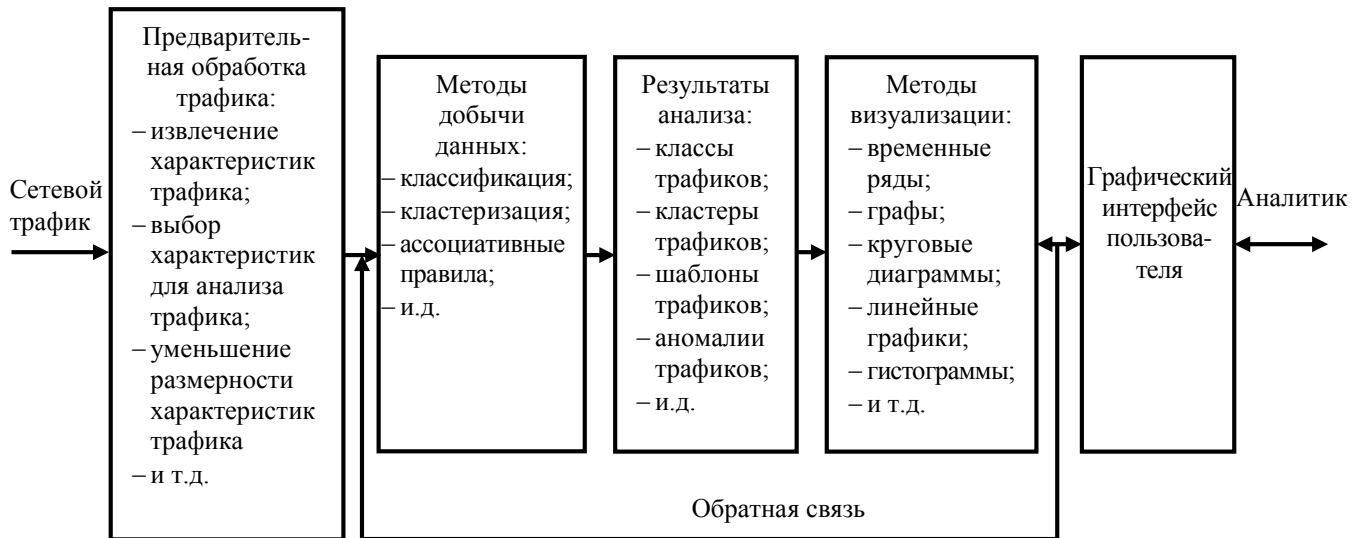 Сетевой
трафик
Предваритель-
ная обработка
трафика:
– извлечение
характеристик
трафика;
– выбор
характеристик
для анализа
трафика;
– уменьшение
размерности
характеристик
трафика
– и т.д.
Методы
добычи
данных:
– классификация;
– кластеризация;
– ассоциативные
правила;
– и.д.
Результаты
анализа:
– классы
трафиков;
– кластеры
трафиков;
– шаблоны
трафиков;
– аномалии
трафиков;
– и.д.
Методы
визуализации:
– временные
ряды;
– графы;
– круговые
диаграммы;
– линейные
графики;
– гистограммы;
– и т.д.
Графический
интерфейс
пользова-
теля
Аналитик
Обратная связь